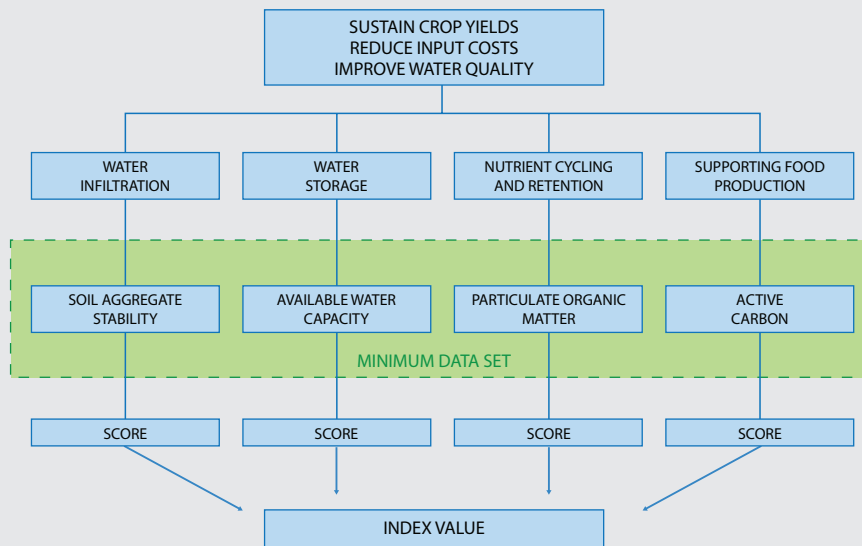 SUSTAIN CROP YIELDS
REDUCE INPUT COSTS
IMPROVE WATER QUALITY
WATER
INFILTRATION
WATER
STORAGE
NUTRIENT CYCLING
AND RETENTION
SUPPORTING FOOD
PRODUCTION
SOIL AGGREGATE
STABILITY
AVAILABLE WATER
CAPACITY
PARTICULATE ORGANIC
MATTER
ACTIVE
CARBON
MINIMUM DATA SET
SCORE
SCORE
SCORE
SCORE
INDEX VALUE